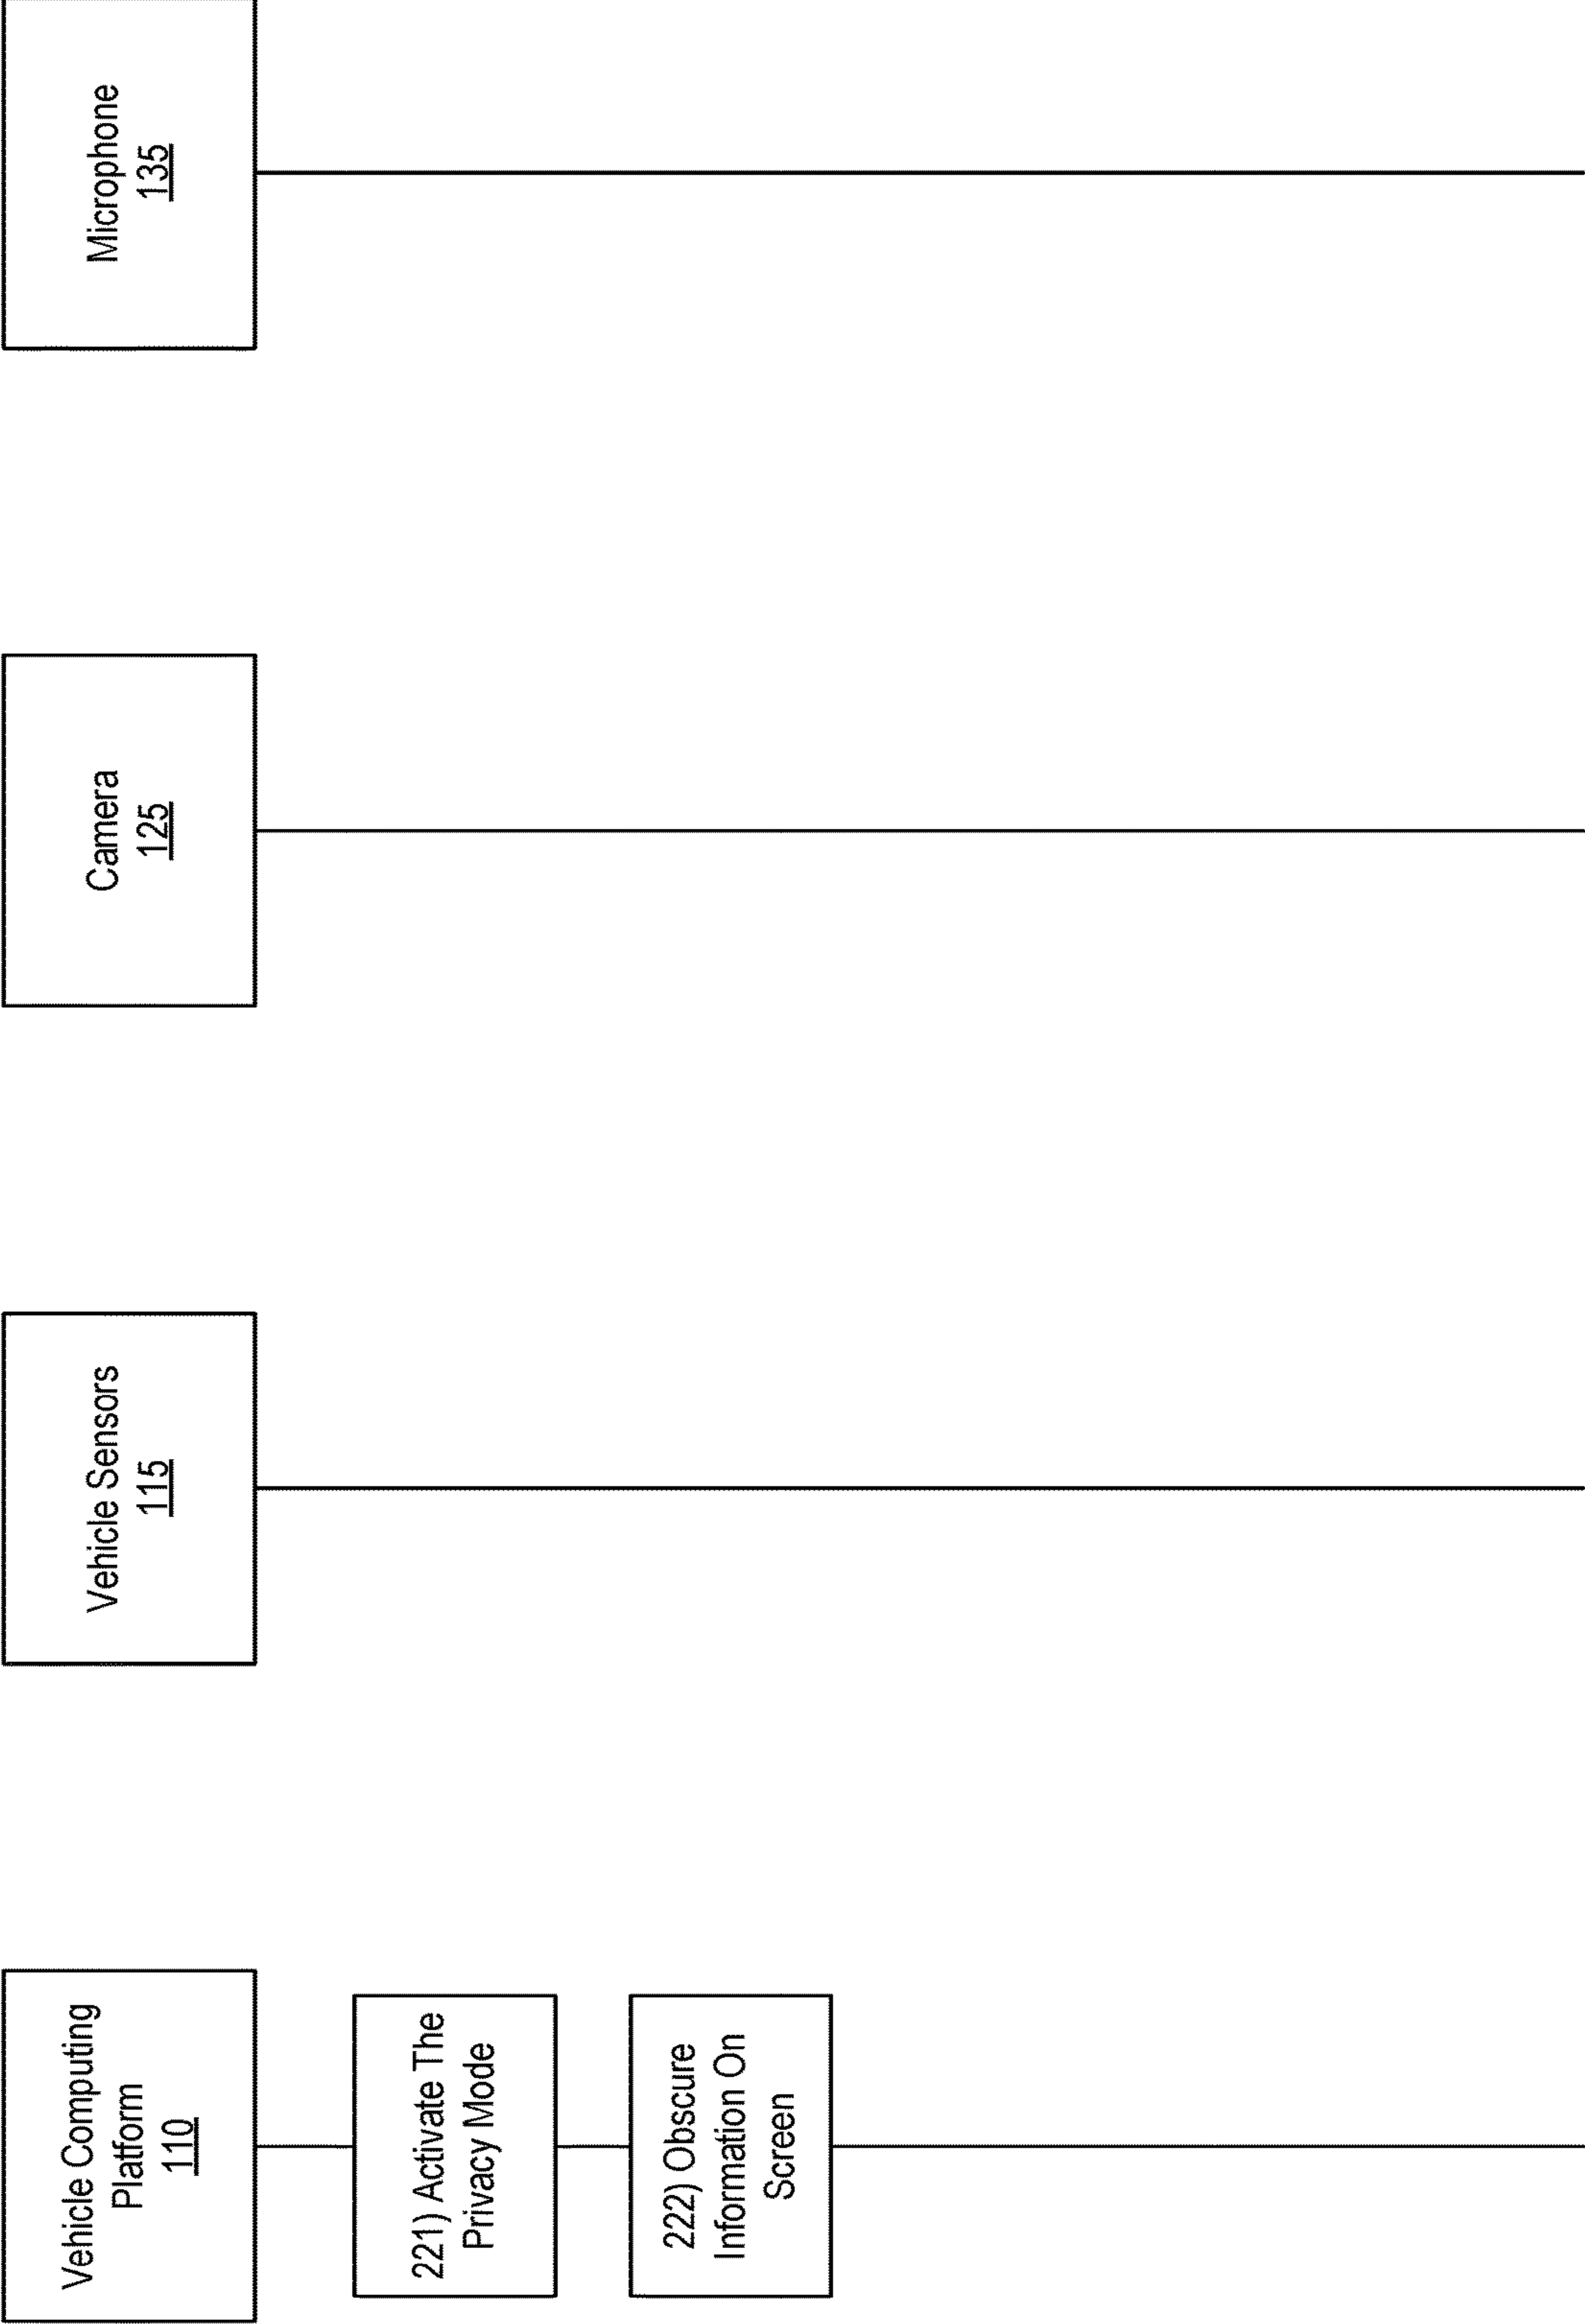 Vehicle Computing
Platform
110
Vehicle Sensors
115
Camera
125
Microphone
135
221) Activate The
Privacy Mode
222) Obscure
Information On
Screen